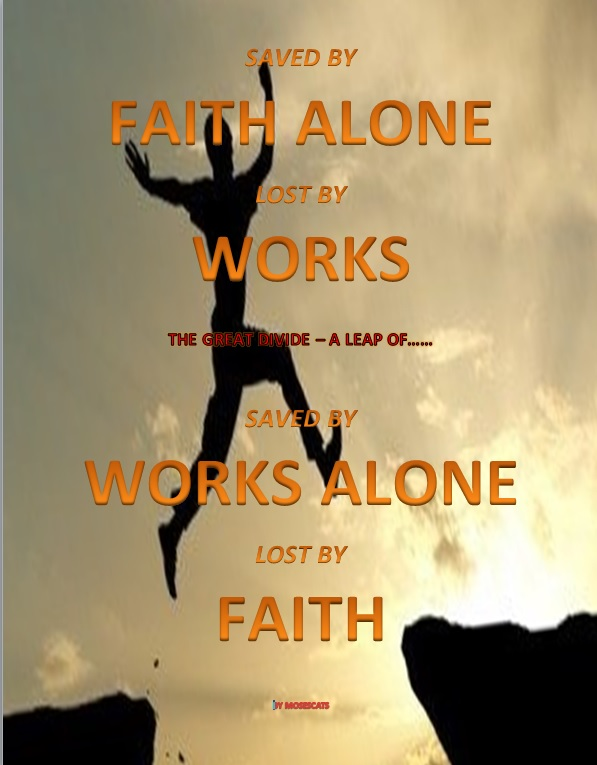 SAVED BY
FAITH ALONE
LOST BY
WORKS
THE GREAT DIVIDE – A LEAP OF……
SAVED BY
WORKS ALONE
LOST BY
FAITH
BY MOSESCATS